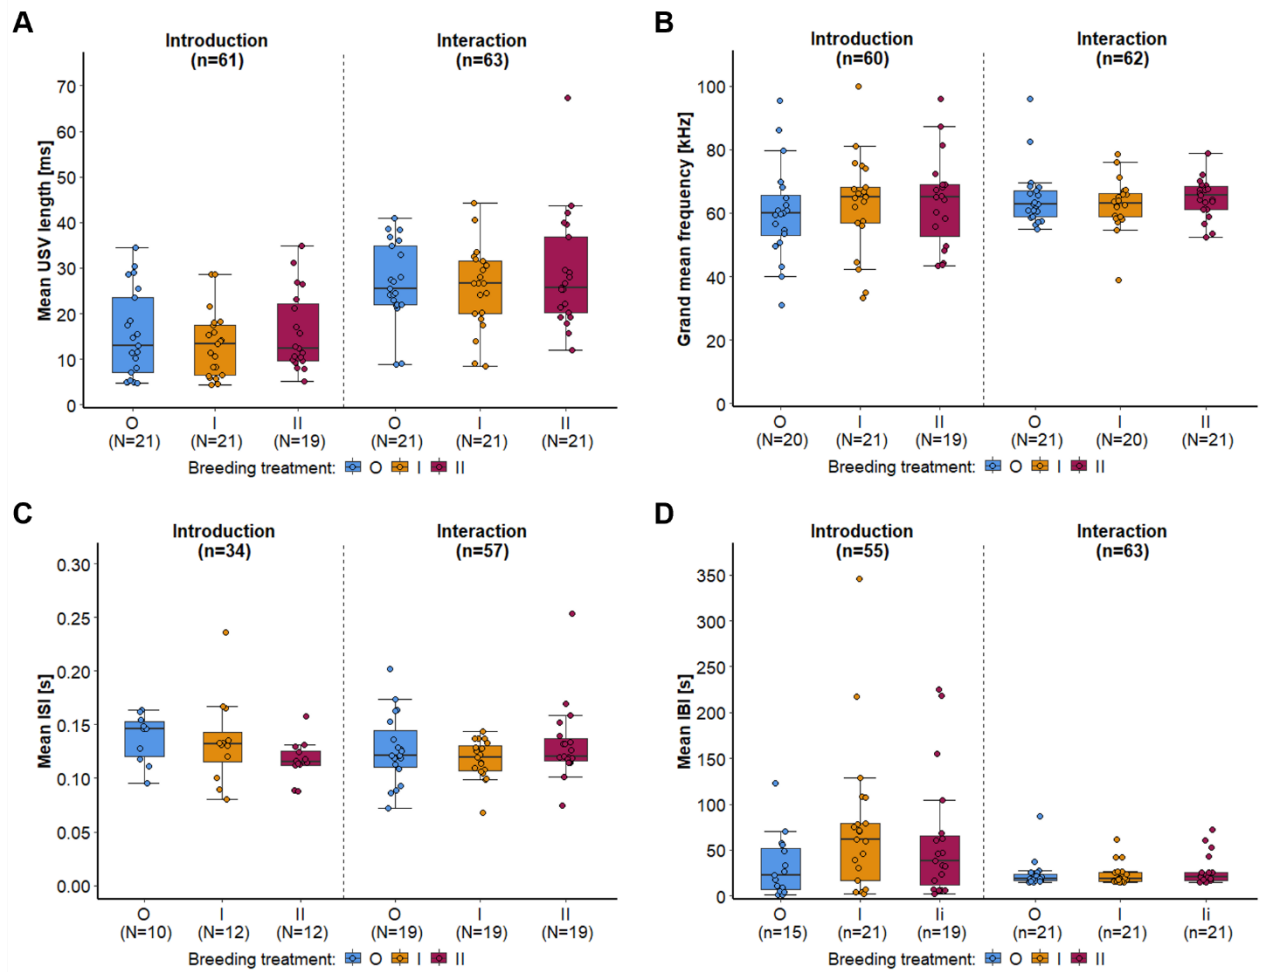 A
Introduction
(n=61)
Interaction
(n=63)
Mean USV length [ms]
70
60
50
40
30
20
10
0
O I II O I II
(N=21) (N=21) (N=19) (N=21) (N=21) (N=21)
Breeding treatment: O I II
B
Introduction
(n=60)
Interaction
(n=62)
Grand mean frequency [kHz]
100
80
60
40
20
0
O I II O I II
(N=20) (N=21) (N=19) (N=21) (N=20) (N=21)
Breeding treatment: O I II
C
Introduction
(n=34)
Interaction
(n=57)
Mean ISI [s]
0.30
0.25
0.20
0.15
0.10
0.05
0.00
O I II O I II
(N=10) (N=12) (N=12) (N=19) (N=19) (N=19)
Breeding treatment: O I II
D
Introduction
(n=55)
Interaction
(n=63)
Mean IBI [s]
350
300
250
200
150
100
50
0
O I Ii O I Ii
(n=15) (n=21) (n=19) (n=21) (n=21) (n=21)
Breeding treatment: O I II